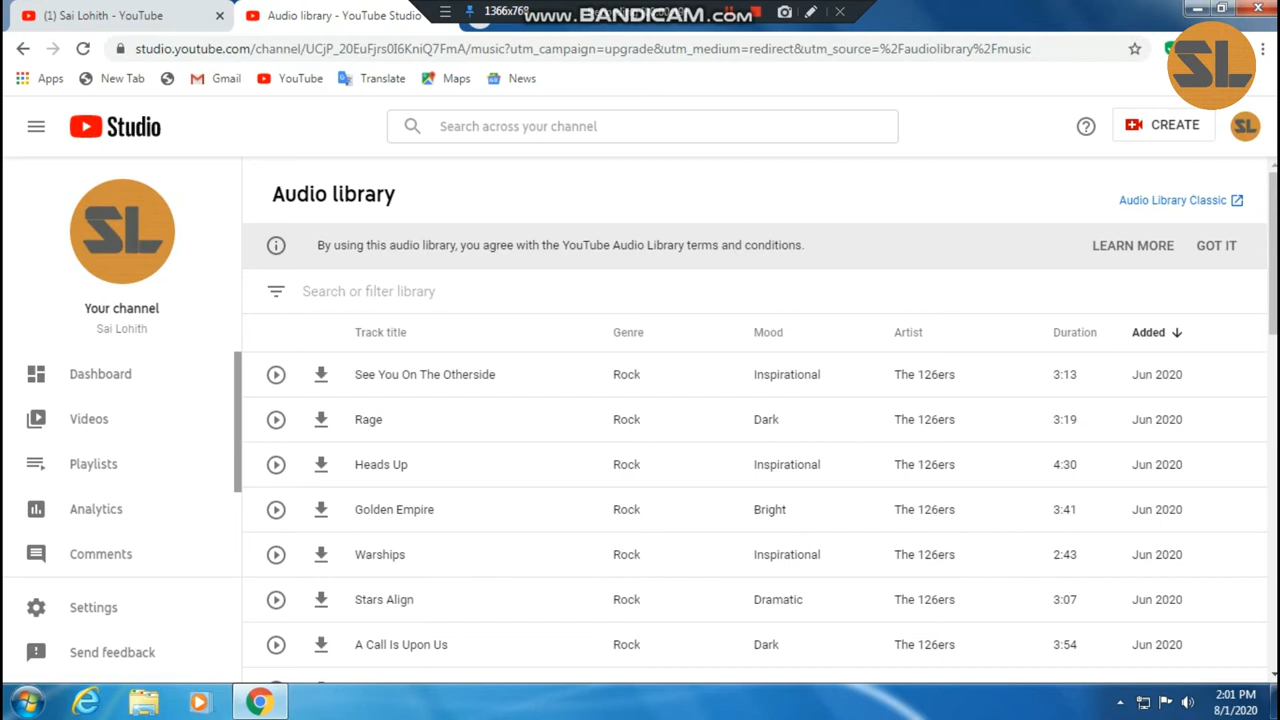 (1) Sai Lohith - YouTube
Audio library - YouTube Studio
1366x768
www.BANDICAM.com
studio.youtube.com/channel/UCjP_20EuFjrs0I6KniQ7FmA/music?utm_campaign=upgrade&utm_medium=redirect&utm_source=%2Faudiolibrary%2Fmusic
Apps New Tab Gmail YouTube Translate Maps News
SL
Studio
Search across your channel
CREATE
SL
SL
Your channel
Sai Lohith
Dashboard
Videos
Playlists
Analytics
Comments
Settings
Send feedback
Audio library
Audio Library Classic
By using this audio library, you agree with the YouTube Audio Library terms and conditions. LEARN MORE GOT IT
Search or filter library
Track title Genre Mood Artist Duration Added
See You On The Otherside Rock Inspirational The 126ers 3:13 Jun 2020
Rage Rock Dark The 126ers 3:19 Jun 2020
Heads Up Rock Inspirational The 126ers 4:30 Jun 2020
Golden Empire Rock Bright The 126ers 3:41 Jun 2020
Warships Rock Inspirational The 126ers 2:43 Jun 2020
Stars Align Rock Dramatic The 126ers 3:07 Jun 2020
A Call Is Upon Us Rock Dark The 126ers 3:54 Jun 2020
2:01 PM
8/1/2020